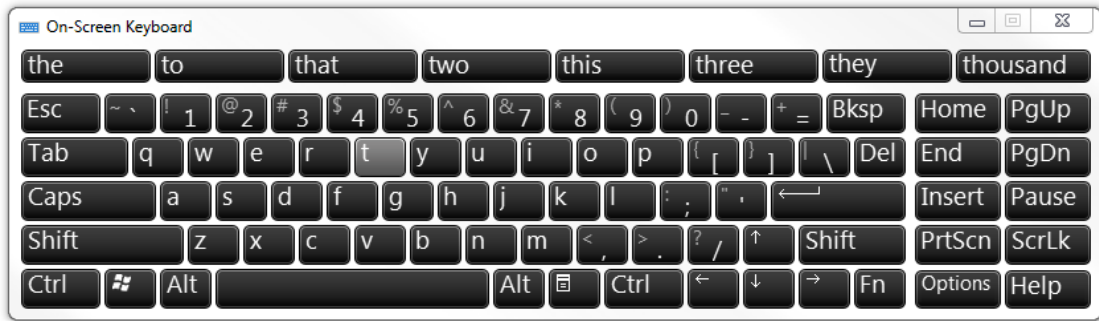 On-Screen Keyboard
the to that two this three they thousand
Esc ~ ` ! 1 @ 2 # 3 $ 4 % 5 ^ 6 & 7 * 8 ( 9 ) 0 _ - + = Bksp Home PgUp
Tab q w e r t y u i o p { [ } ] | \ Del End PgDn
Caps a s d f g h j k l : ; " ' Insert Pause
Shift z x c v b n m < , > . ? / ↑ Shift PrtScn ScrLk
Ctrl Alt Alt Ctrl ← ↓ → Fn Options Help